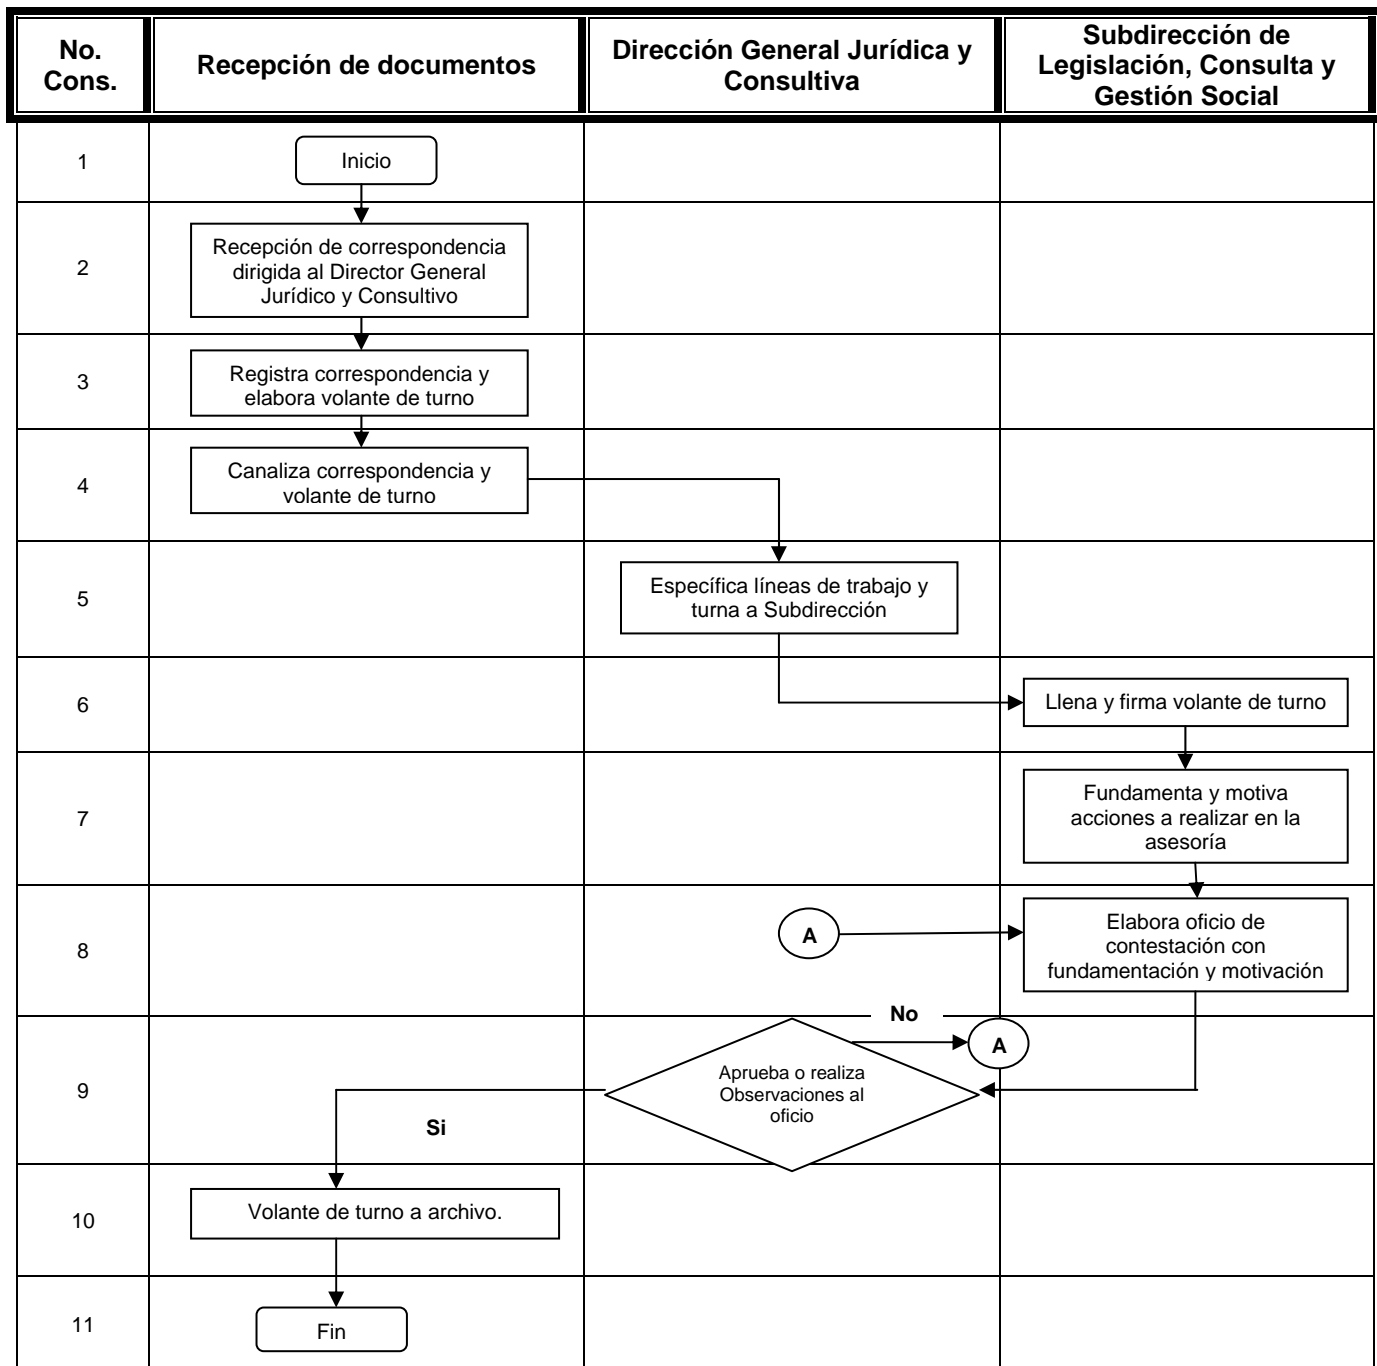 No.
Cons.
Recepción de documentos
Dirección General Jurídica y
Consultiva
Subdirección de
Legislación, Consulta y
Gestión Social
1
Inicio
2
Recepción de correspondencia
dirigida al Director General
Jurídico y Consultivo
3
Registra correspondencia y
elabora volante de turno
4
Canaliza correspondencia y
volante de turno
5
Específica líneas de trabajo y
turna a Subdirección
6
Llena y firma volante de turno
7
Fundamenta y motiva
acciones a realizar en la
asesoría
8
A
Elabora oficio de
contestación con
fundamentación y motivación
No
A
9
Aprueba o realiza
Observaciones al
oficio
Si
10
Volante de turno a archivo.
11
Fin